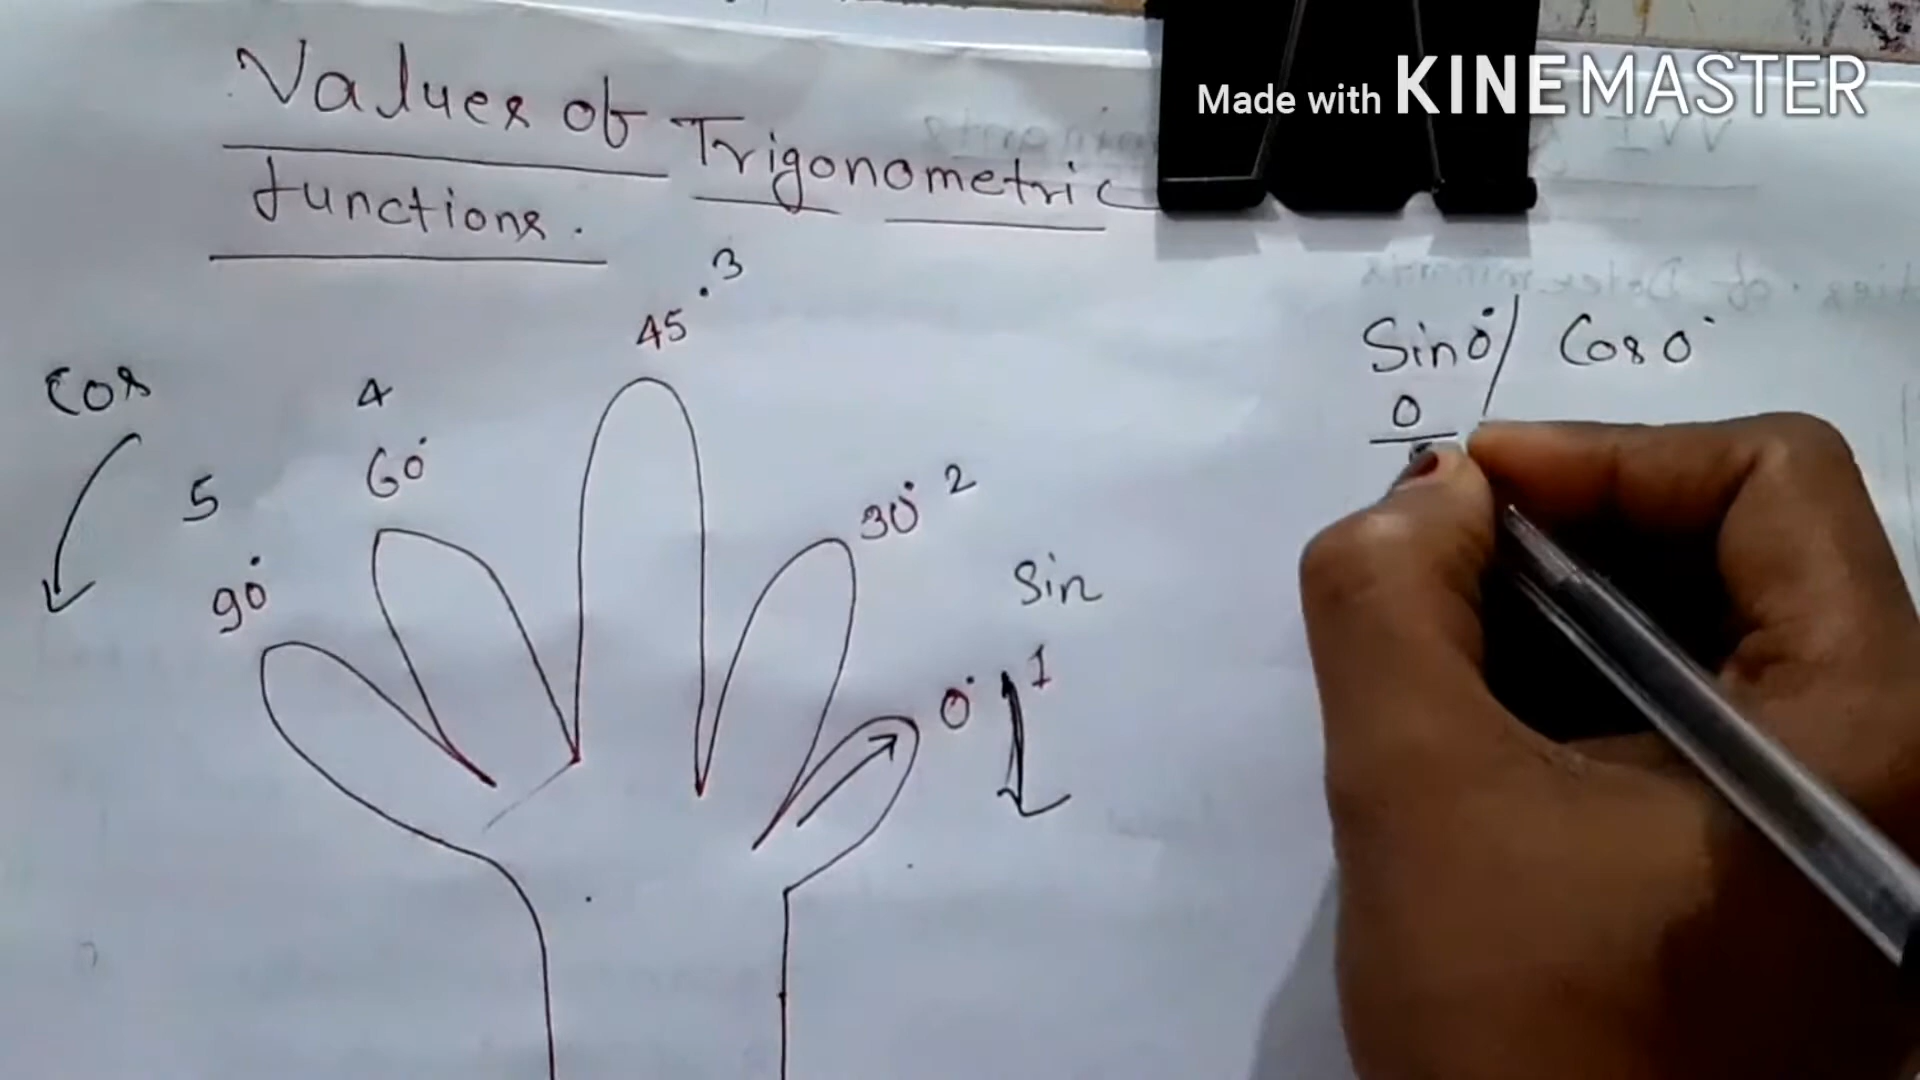 Made with KINEMASTER
Values of Trigonometric
functions.
3
45°
Cos
4
60°
5
90°
30° 2
Sin
0° 1
Sin0° / Cos0°
0